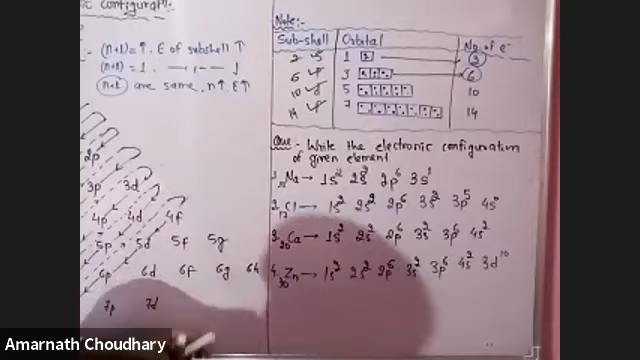 ic configuratn.
- (n+l)=↑, E of subshell ↑
(n+l) = ↓ . —— , —— ↓
n+l are same, n↑ E↑
2p
3p 3d
4p 4d 4f
5p 5d 5f 5g
6p 6d 6f 6g 6h
7p 7d
Note:-
Sub-shell Orbital No. of e⁻
2 s 1 2
6 p 3 6
10 d 5 10
14 f 7 14
Que:- Write the electronic configuration
of given element
1. Na → 1s² 2s² 2p⁶ 3s¹
2. 17Cl → 1s² 2s² 2p⁶ 3s² 3p⁵ 4s⁰
3. 20Ca → 1s² 2s² 2p⁶ 3s² 3p⁶ 4s²
4. 30Zn → 1s² 2s² 2p⁶ 3s² 3p⁶ 4s² 3d¹⁰
Amarnath Choudhary